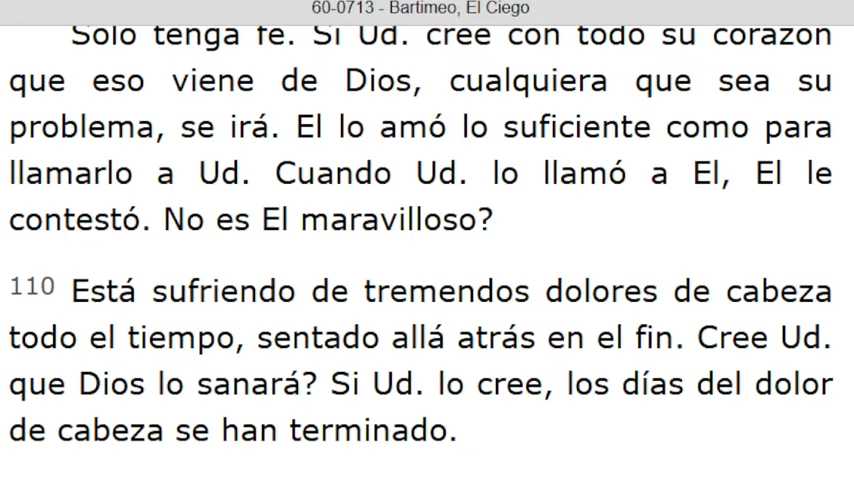 60-0713 - Bartimeo, El Ciego
Solo tenga fe. Si Ud. cree con todo su corazón
que eso viene de Dios, cualquiera que sea su
problema, se irá. El lo amó lo suficiente como para
llamarlo a Ud. Cuando Ud. lo llamó a El, El le
contestó. No es El maravilloso?
110 Está sufriendo de tremendos dolores de cabeza
todo el tiempo, sentado allá atrás en el fin. Cree Ud.
que Dios lo sanará? Si Ud. lo cree, los días del dolor
de cabeza se han terminado.